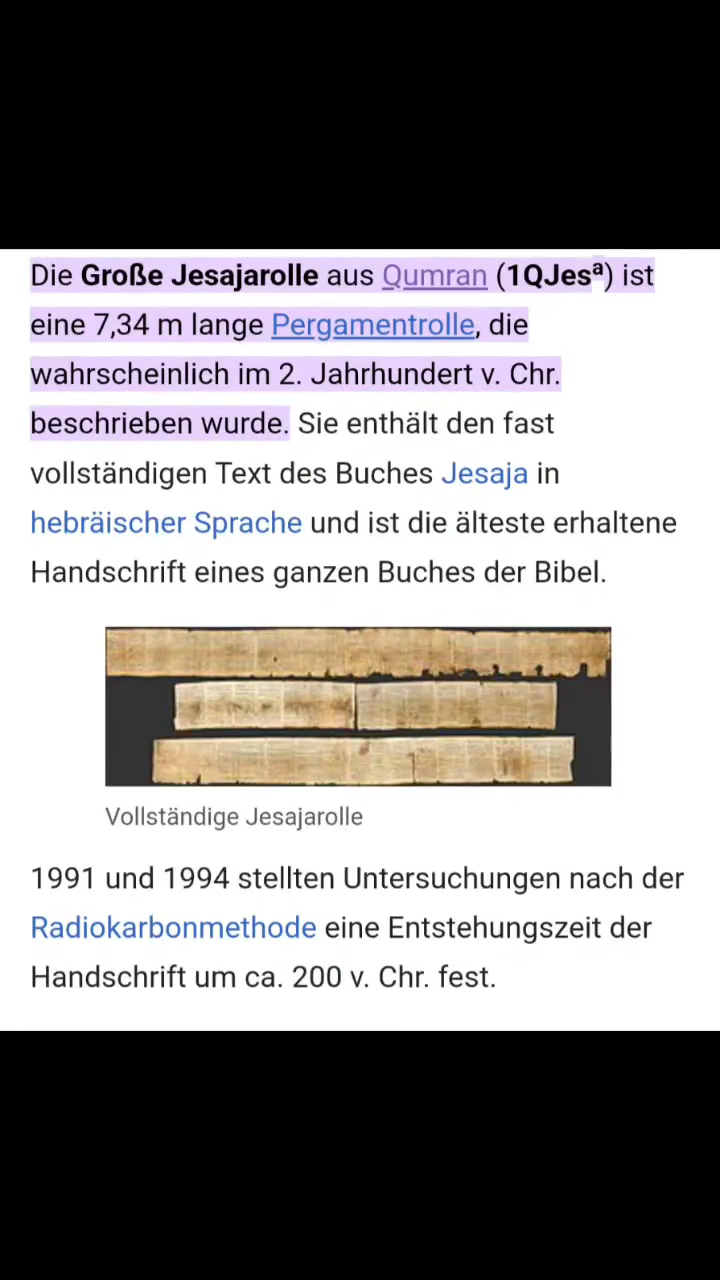 Die Große Jesajarolle aus Qumran (1QJesᵃ) ist
eine 7,34 m lange Pergamentrolle, die
wahrscheinlich im 2. Jahrhundert v. Chr.
beschrieben wurde. Sie enthält den fast
vollständigen Text des Buches Jesaja in
hebräischer Sprache und ist die älteste erhaltene
Handschrift eines ganzen Buches der Bibel.
Vollständige Jesajarolle
1991 und 1994 stellten Untersuchungen nach der
Radiokarbonmethode eine Entstehungszeit der
Handschrift um ca. 200 v. Chr. fest.